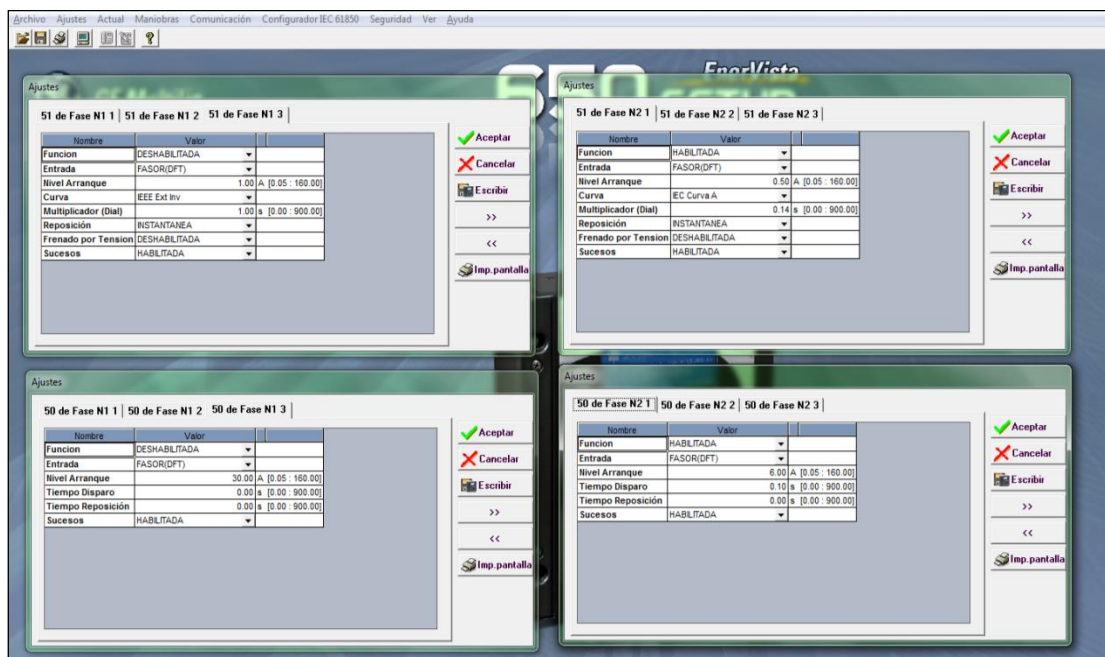 Archivo Ajustes Actual Maniobras Comunicación Configurador IEC 61850 Seguridad Ver Ayuda
650
EnerVista
Ajustes
51 de Fase N1 1 51 de Fase N1 2 51 de Fase N1 3
Nombre Valor
Funcion DESHABILITADA
Entrada FASOR(DFT)
Nivel Arranque 1.00 A [0.05 : 160.00]
Curva IEEE Ext Inv
Multiplicador (Dial) 1.00 s [0.00 : 900.00]
Reposición INSTANTANEA
Frenado por Tension DESHABILITADA
Sucesos HABILITADA
Aceptar
Cancelar
Escribir
>>
<<
Imp.pantalla
Ajustes
51 de Fase N2 1 51 de Fase N2 2 51 de Fase N2 3
Nombre Valor
Funcion HABILITADA
Entrada FASOR(DFT)
Nivel Arranque 0.50 A [0.05 : 160.00]
Curva IEC Curva A
Multiplicador (Dial) 0.14 s [0.00 : 900.00]
Reposición INSTANTANEA
Frenado por Tension DESHABILITADA
Sucesos HABILITADA
Aceptar
Cancelar
Escribir
>>
<<
Imp.pantalla
Ajustes
50 de Fase N1 1 50 de Fase N1 2 50 de Fase N1 3
Nombre Valor
Funcion DESHABILITADA
Entrada FASOR(DFT)
Nivel Arranque 30.00 A [0.05 : 160.00]
Tiempo Disparo 0.00 s [0.00 : 900.00]
Tiempo Reposición 0.00 s [0.00 : 900.00]
Sucesos HABILITADA
Aceptar
Cancelar
Escribir
>>
<<
Imp.pantalla
Ajustes
50 de Fase N2 1 50 de Fase N2 2 50 de Fase N2 3
Nombre Valor
Funcion HABILITADA
Entrada FASOR(DFT)
Nivel Arranque 6.00 A [0.05 : 160.00]
Tiempo Disparo 0.10 s [0.00 : 900.00]
Tiempo Reposición 0.00 s [0.00 : 900.00]
Sucesos HABILITADA
Aceptar
Cancelar
Escribir
>>
<<
Imp.pantalla